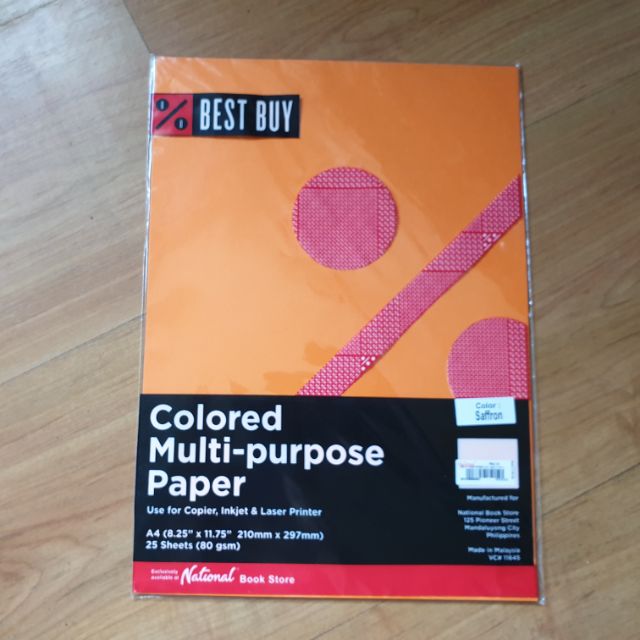 % BEST BUY
Colored
Multi-purpose
Paper
Use for Copier, Inkjet & Laser Printer
A4 (8.25" x 11.75" 210mm x 297mm)
25 Sheets (80 gsm)
Color :
Saffron
Manufactured for
National Book Store
125 Pioneer Street
Mandaluyong City
Philippines
Made in Malaysia
VC# 11645
Exclusively
available at National Book Store